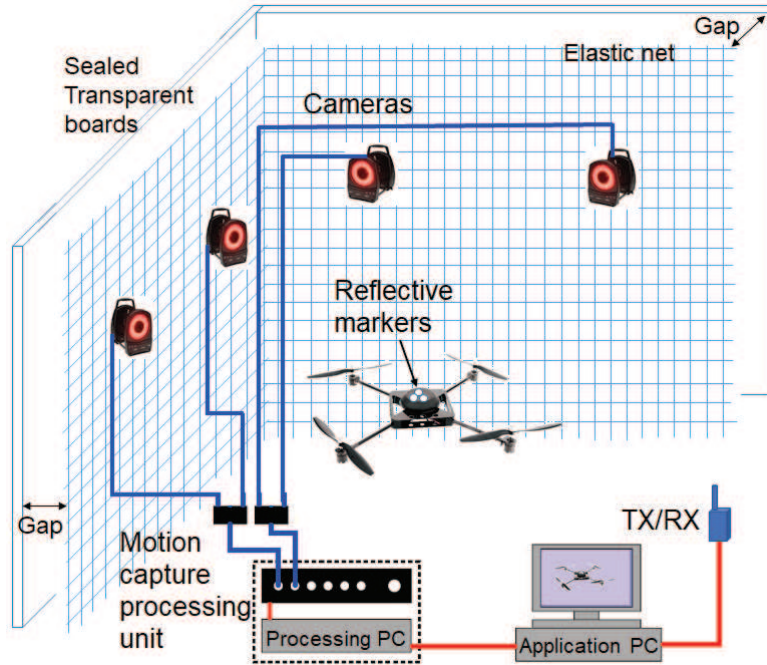 Gap
Elastic net
Sealed
Transparent
boards
Cameras
Reflective
markers
Gap
TX/RX
Motion
capture
processing
unit
Processing PC
Application PC